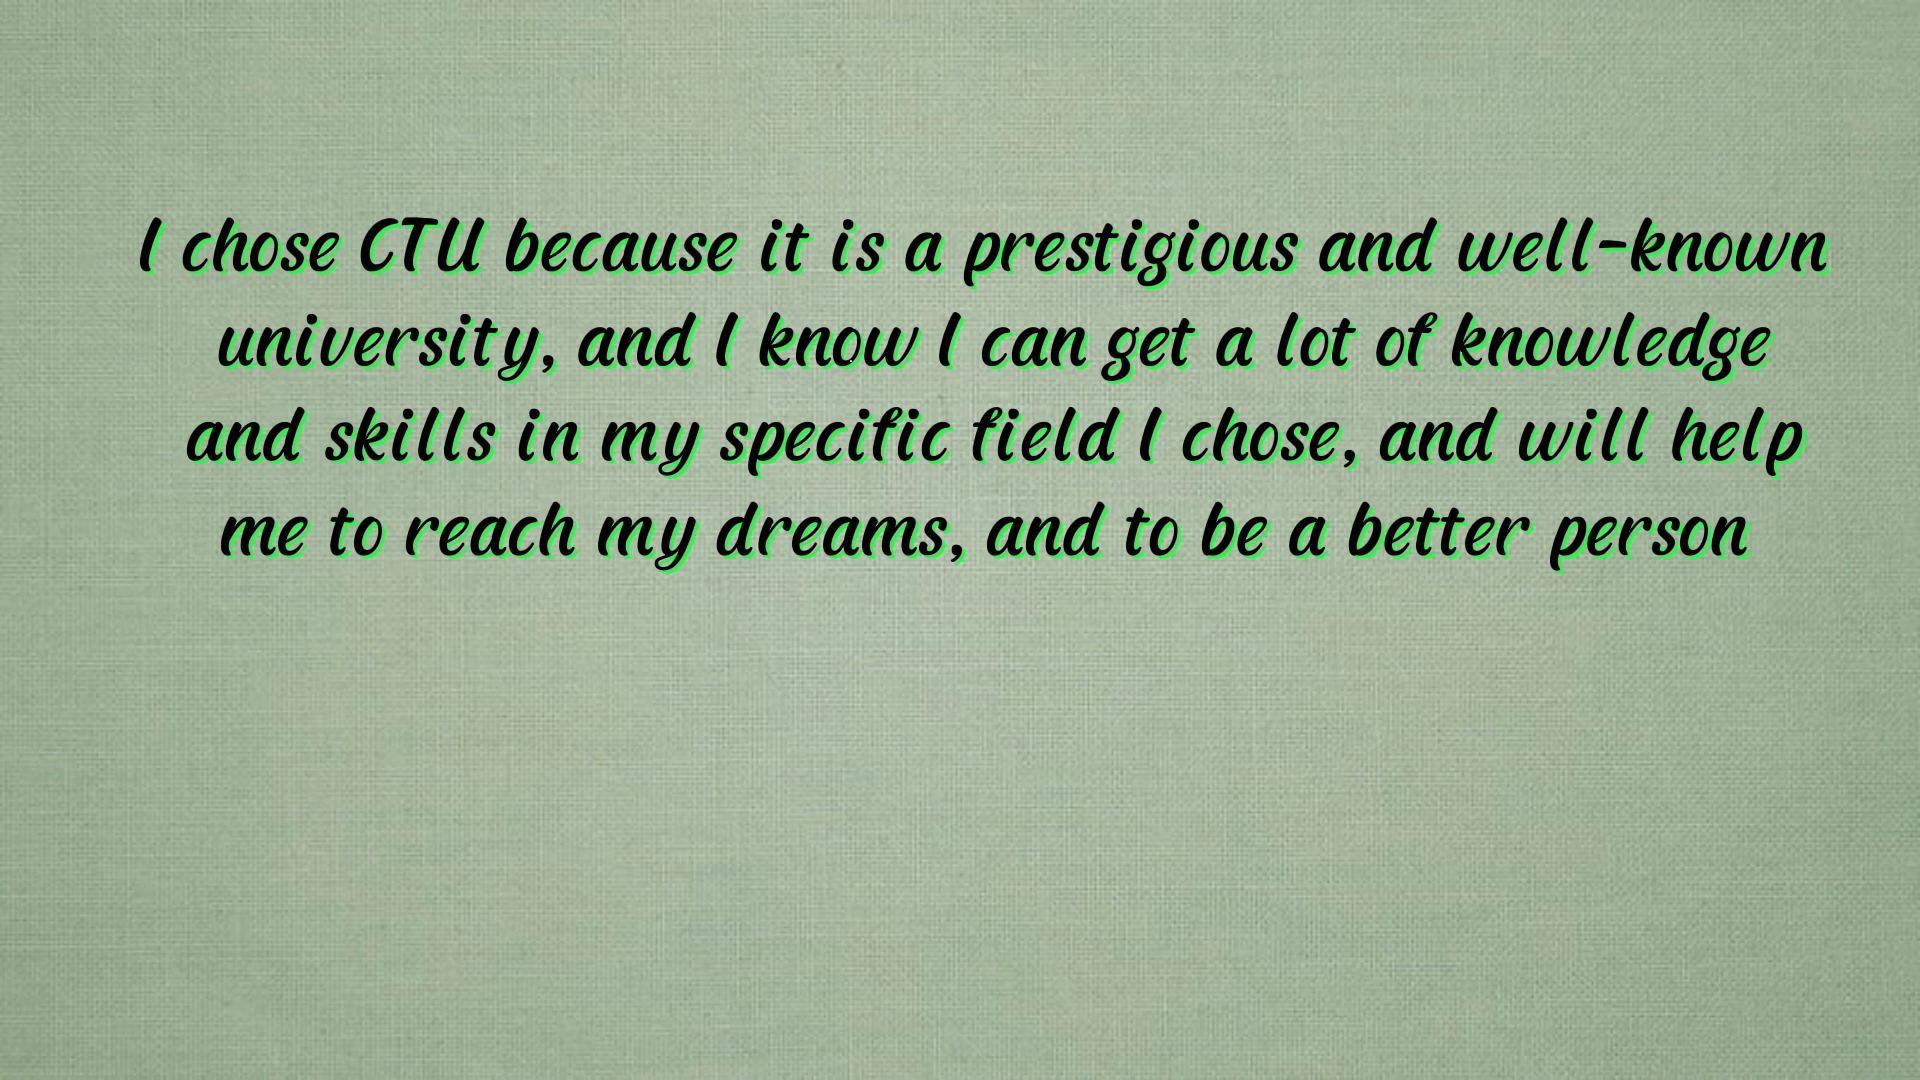 I chose CTU because it is a prestigious and well-known
university, and I know I can get a lot of knowledge
and skills in my specific field I chose, and will help
me to reach my dreams, and to be a better person